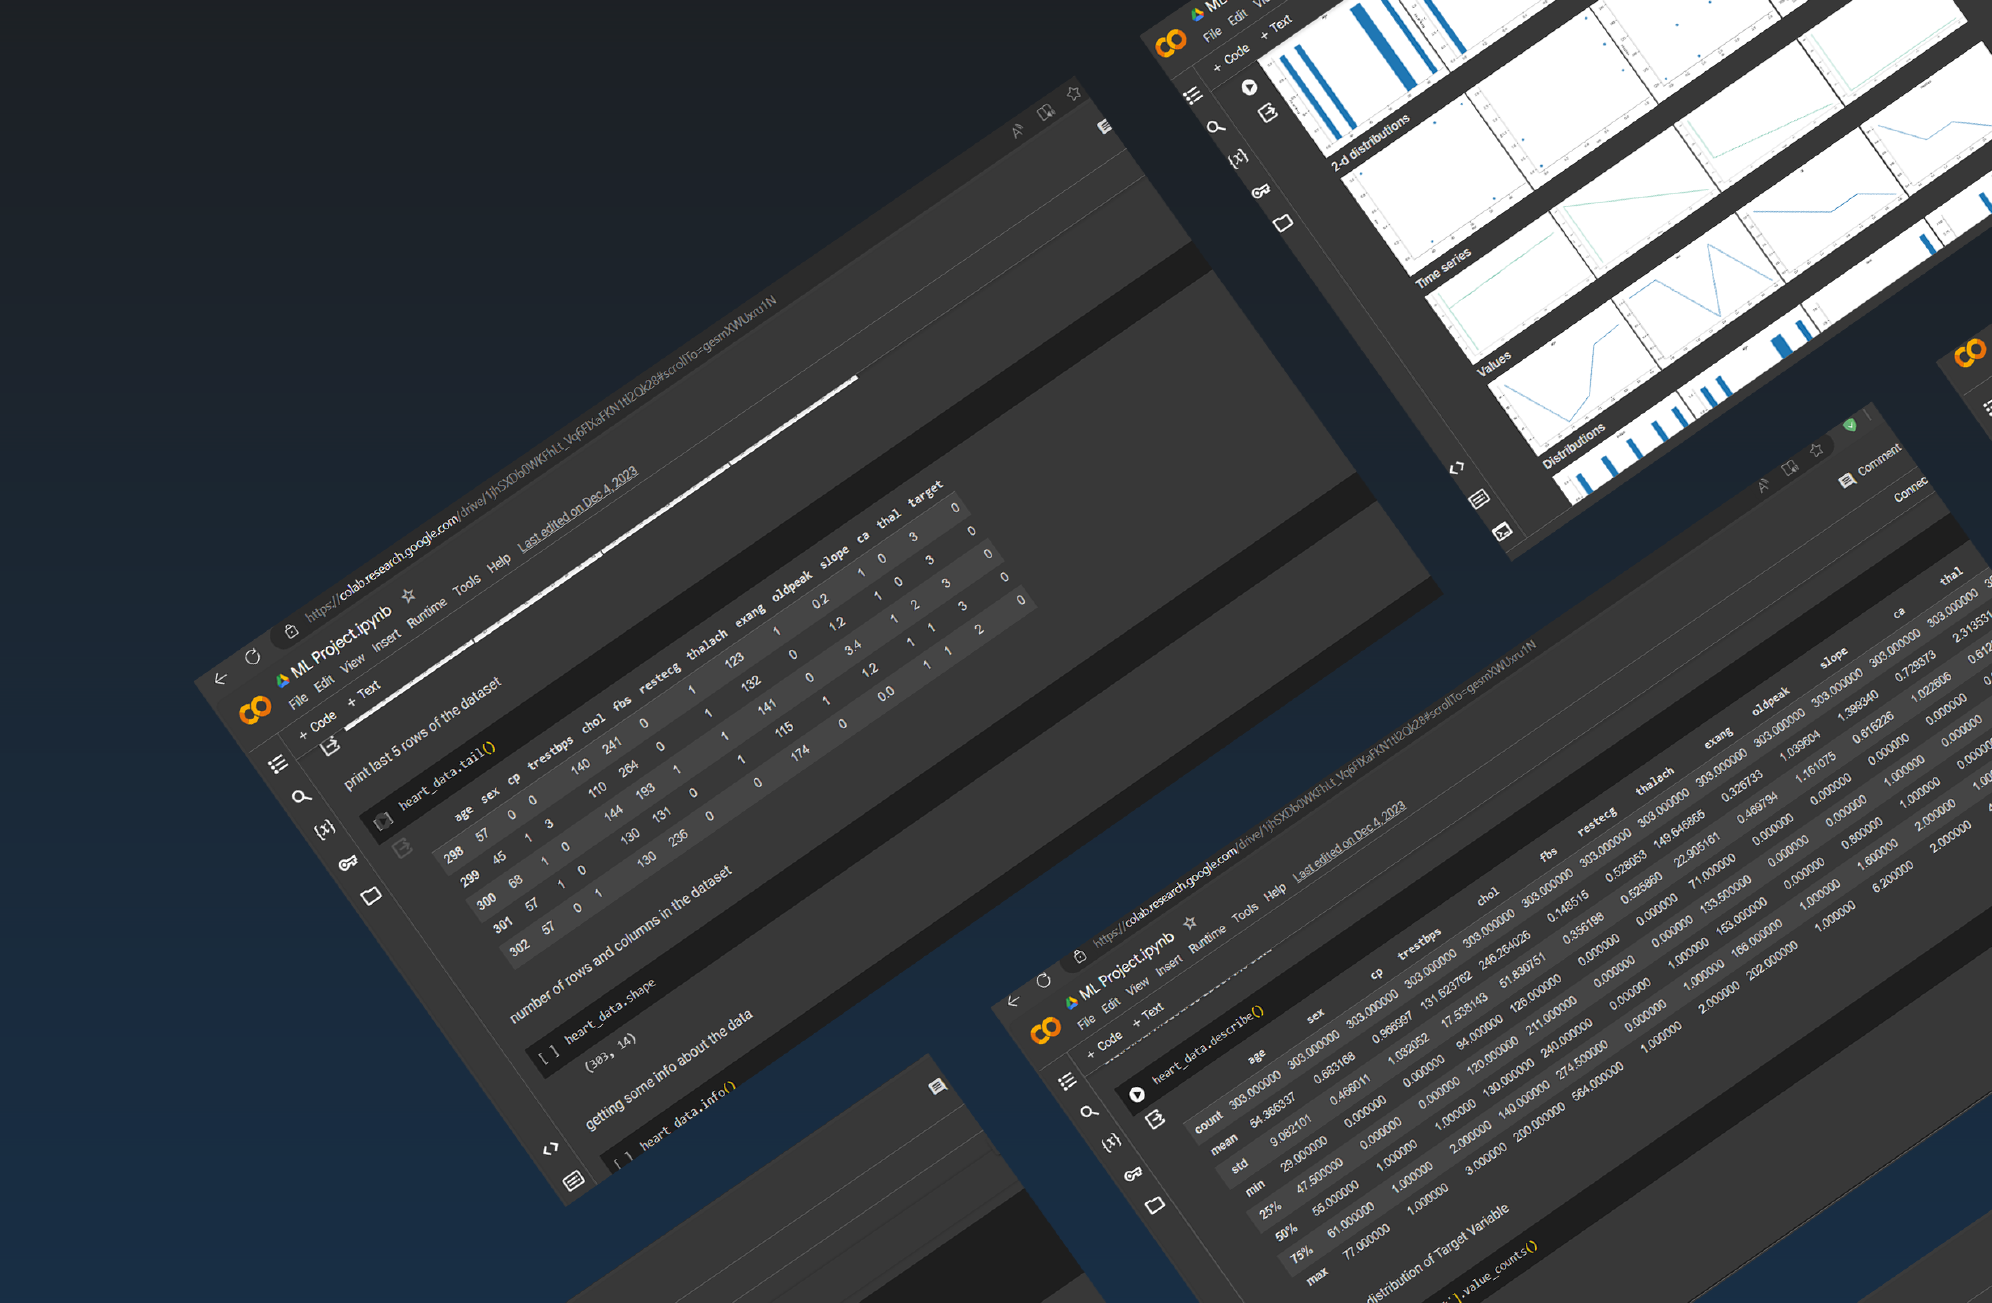 https://colab.research.google.com/drive/1jhSXDb0WKFhLt_Vq6FIXaFKN1tI2Qk28#scrollTo=gesmXWUxru1N
ML Project.ipynb
File Edit View Insert Runtime Tools Help Last edited on Dec 4, 2023
+ Code + Text
print last 5 rows of the dataset
[ ] heart_data.tail()
age sex cp trestbps chol fbs restecg thalach exang oldpeak slope ca thal target
298 57 0 0 140 241 0 1 123 1 0.2 1 0 3 0
299 45 1 3 110 264 0 1 132 0 1.2 1 0 3 0
300 68 1 0 144 193 1 1 141 0 3.4 1 2 3 0
301 57 1 0 130 131 0 1 115 1 1.2 1 1 3 0
302 57 0 1 130 236 0 0 174 0 0.0 1 1 2 0
number of rows and columns in the dataset
[ ] heart_data.shape
(303, 14)
getting some info about the data
[ ] heart_data.info()
ML
File Edit
+ Code + Text
2-d distributions
Time series
Values
Distributions
https://colab.research.google.com/drive/1jhSXDb0WKFhLt_Vq6FIXaFKN1tI2Qk28#scrollTo=gesmXWUxru1N
ML Project.ipynb
File Edit View Insert Runtime Tools Help Last edited on Dec 4, 2023
Comment
+ Code + Text
Connec
heart_data.describe()
age sex cp trestbps chol fbs restecg thalach exang oldpeak slope ca thal
count 303.000000 303.000000 303.000000 303.000000 303.000000 303.000000 303.000000 303.000000 303.000000 303.000000 303.000000 303.000000 303.000000
mean 54.366337 0.683168 0.966997 131.623762 246.264026 0.148515 0.528053 149.646865 0.326733 1.039604 1.399340 0.729373 2.313531
std 9.082101 0.466011 1.032052 17.538143 51.830751 0.356198 0.525860 22.905161 0.469794 1.161075 0.616226 1.022606
min 29.000000 0.000000 0.000000 94.000000 126.000000 0.000000 0.000000 71.000000 0.000000 0.000000 0.000000 0.000000
25% 47.500000 0.000000 0.000000 120.000000 211.000000 0.000000 0.000000 133.500000 0.000000 0.000000 1.000000 0.000000
50% 55.000000 1.000000 1.000000 130.000000 240.000000 0.000000 1.000000 153.000000 0.000000 0.800000 1.000000
75% 61.000000 1.000000 2.000000 140.000000 274.500000 0.000000 1.000000 166.000000 1.000000 1.600000 2.000000
max 77.000000 1.000000 3.000000 200.000000 564.000000 1.000000 2.000000 202.000000 1.000000 6.200000 2.000000
distribution of Target Variable
].value_counts()